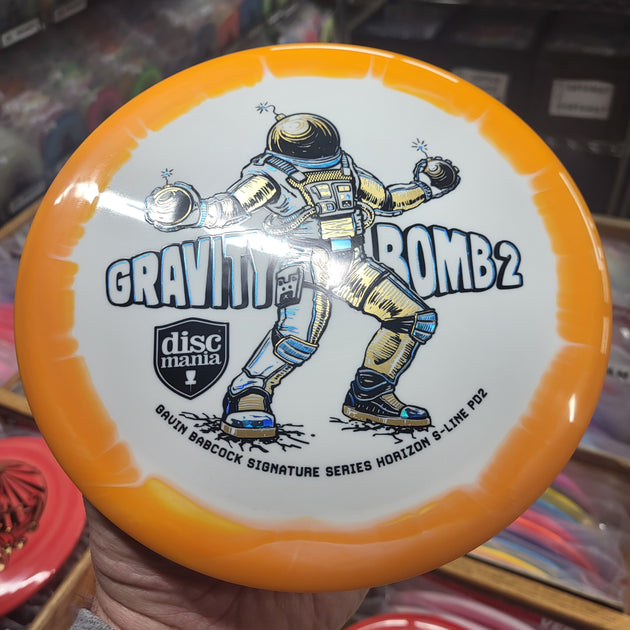 GRAVITY BOMB 2
disc
mania
GAVIN BABCOCK SIGNATURE SERIES HORIZON S-LINE PD2